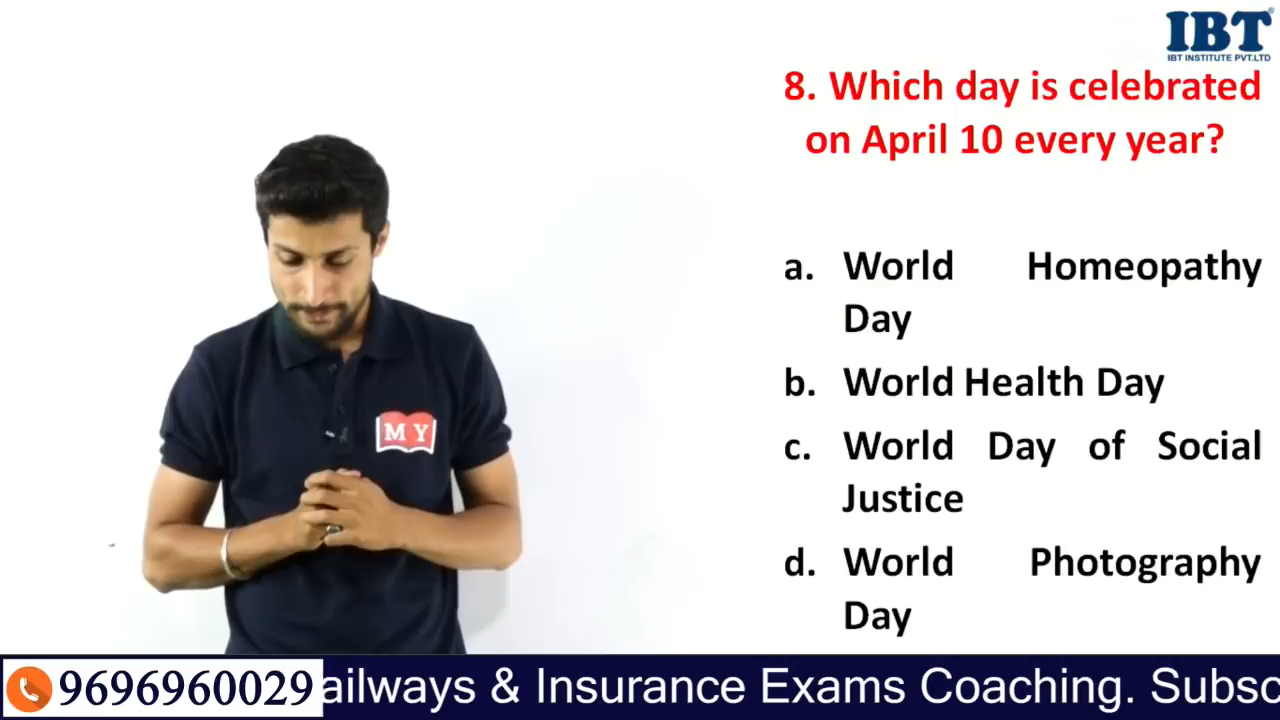 IBT
IBT INSTITUTE PVT.LTD
8. Which day is celebrated
on April 10 every year?
a. World Homeopathy
Day
b. World Health Day
c. World Day of Social
Justice
d. World Photography
Day
M Y
9696960029 ailways & Insurance Exams Coaching. Subsc